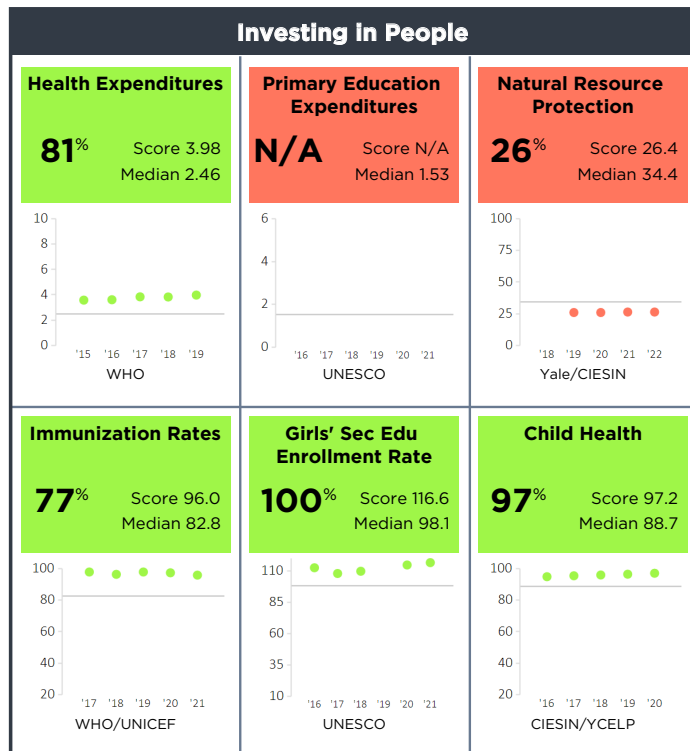 Investing in People
Health Expenditures
81%
Score 3.98
Median 2.46
10
8
6
4
2
0
'15 '16 '17 '18 '19
WHO
Primary Education
Expenditures
N/A
Score N/A
Median 1.53
6
4
2
0
'16 '17 '18 '19 '20 '21
UNESCO
Natural Resource
Protection
26%
Score 26.4
Median 34.4
100
75
50
25
0
'18 '19 '20 '21 '22
Yale/CIESIN
Immunization Rates
77%
Score 96.0
Median 82.8
100
80
60
40
20
'17 '18 '19 '20 '21
WHO/UNICEF
Girls' Sec Edu
Enrollment Rate
100%
Score 116.6
Median 98.1
110
85
60
35
10
'16 '17 '18 '19 '20 '21
UNESCO
Child Health
97%
Score 97.2
Median 88.7
100
80
60
40
20
'16 '17 '18 '19 '20
CIESIN/YCELP